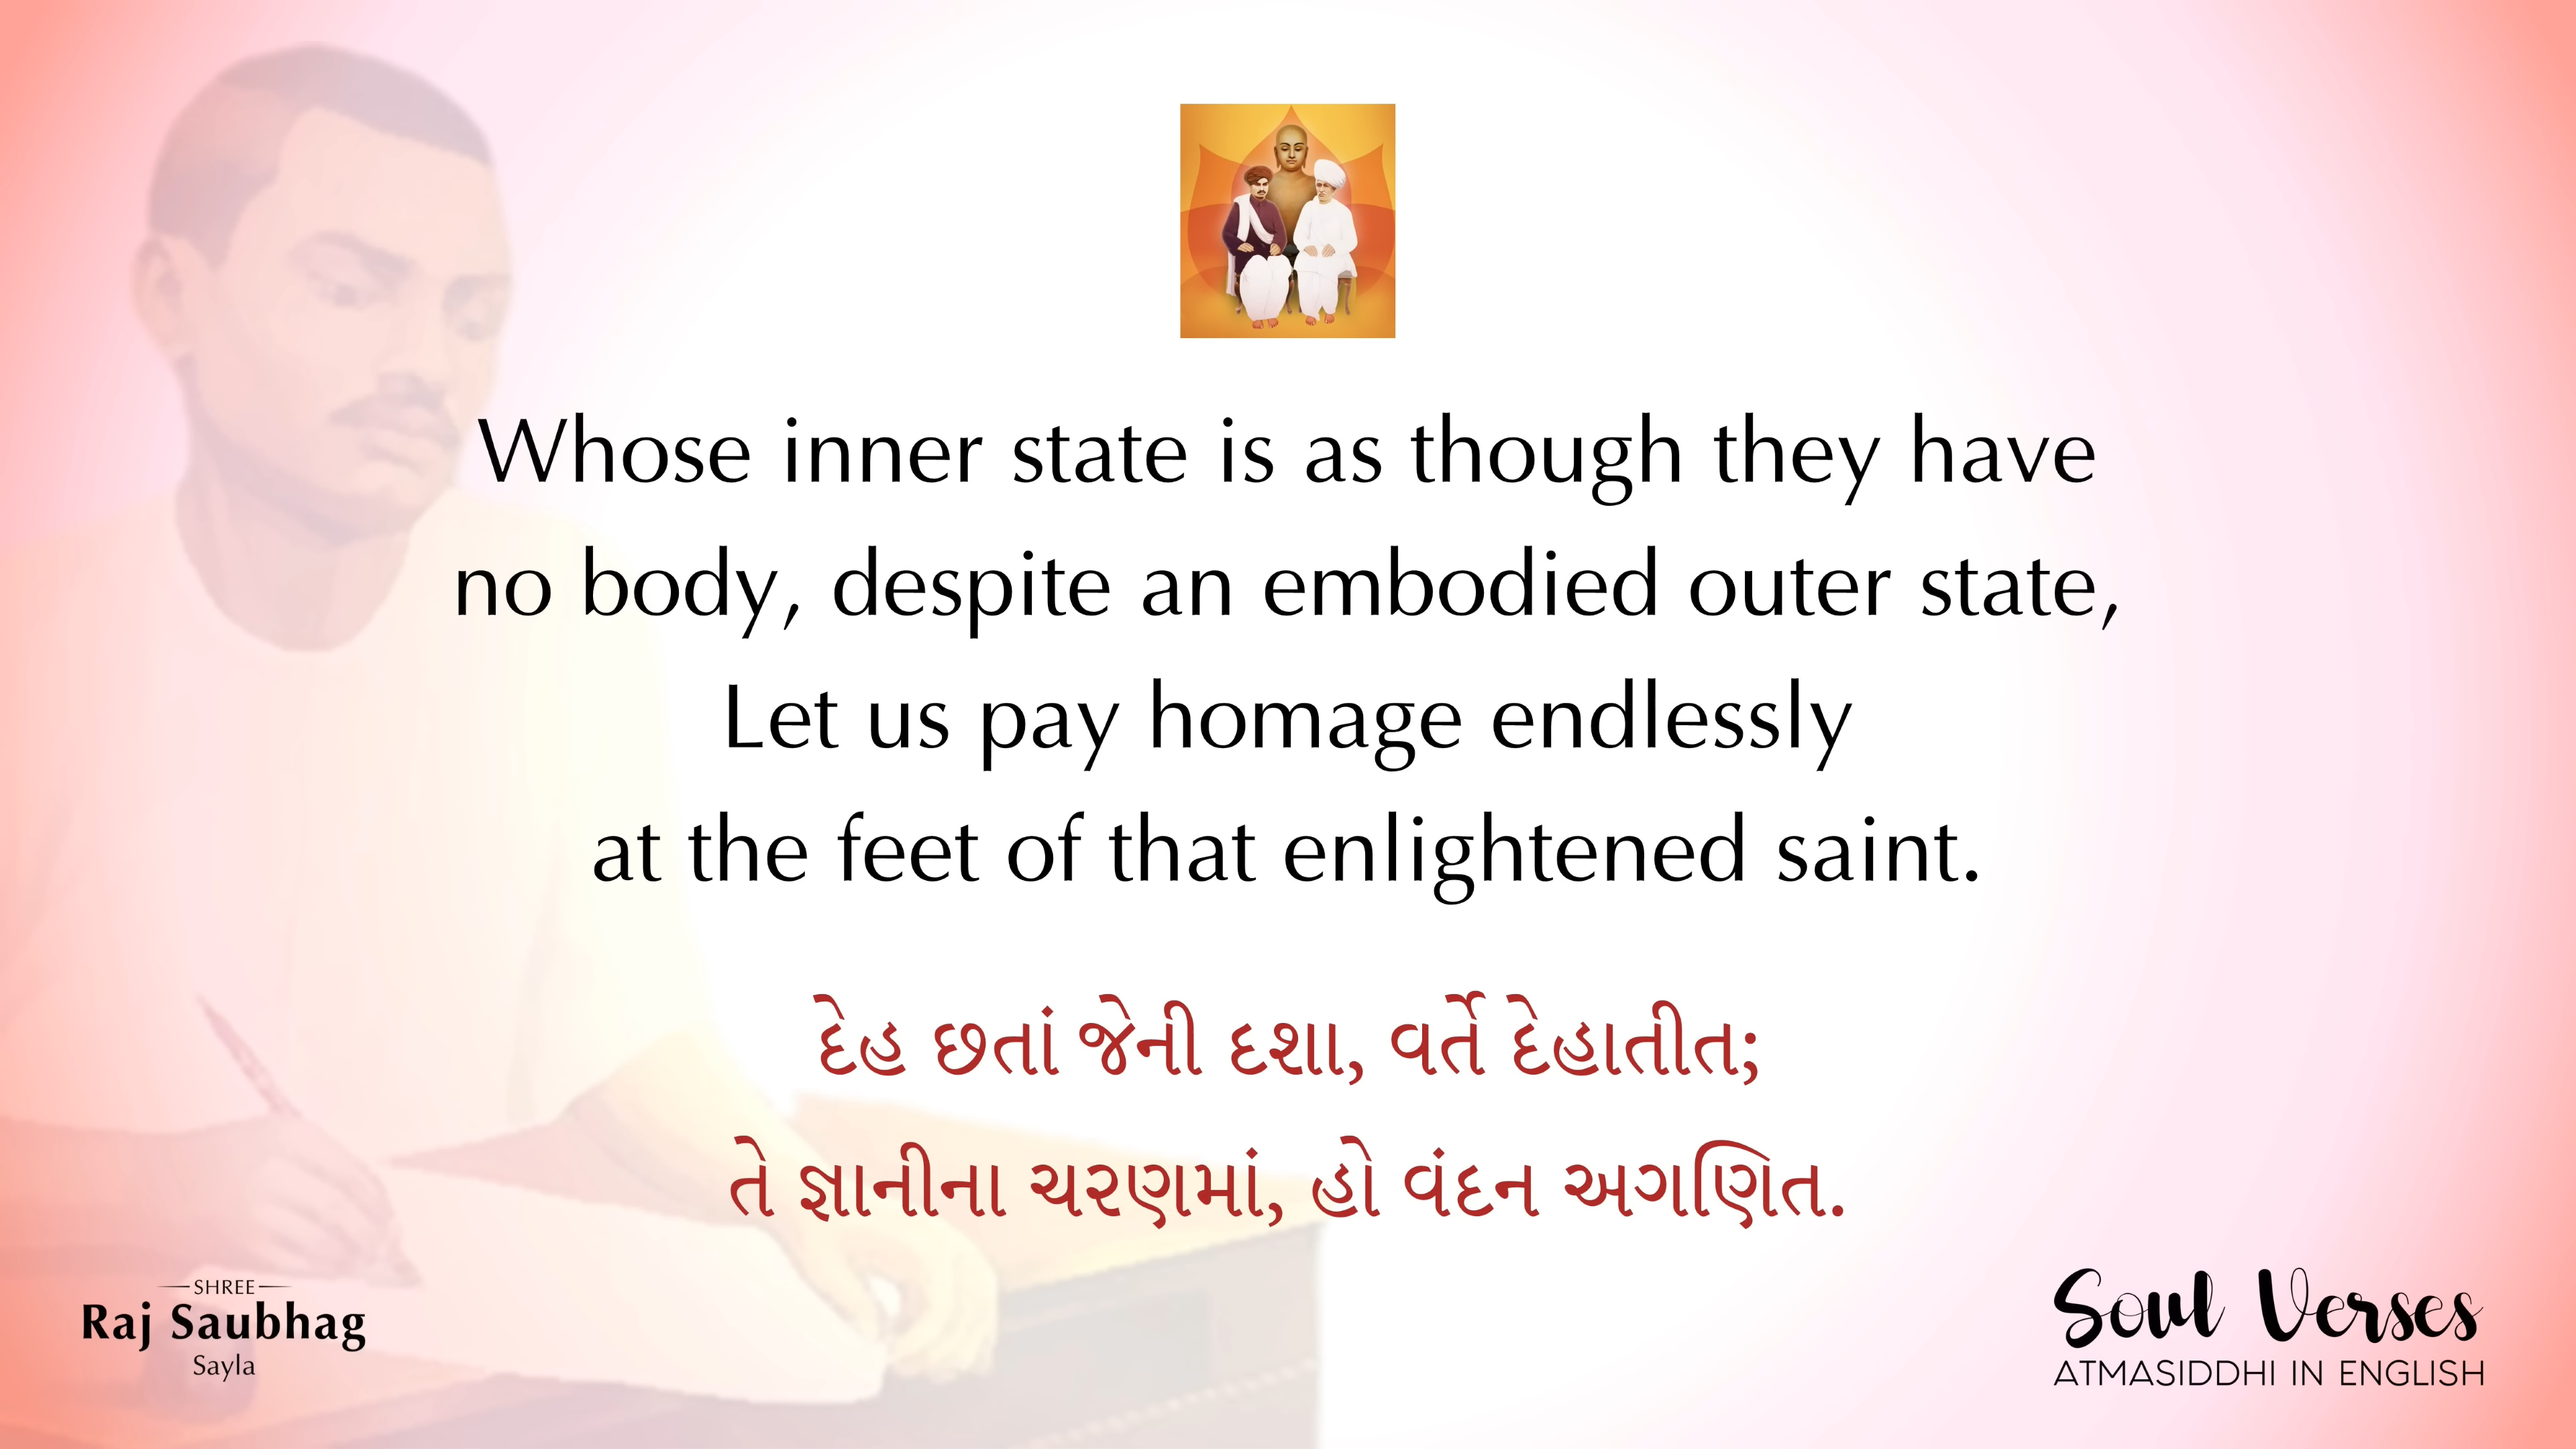 Whose inner state is as though they have
no body, despite an embodied outer state,
Let us pay homage endlessly
at the feet of that enlightened saint.
દેહ છતાં જેની દશા, વર્તે દેહાતીત;
તે જ્ઞાનીના ચરણમાં, હો વંદન અગણિત.
SHREE
Raj Saubhag
Sayla
Soul Verses
ATMASIDDHI IN ENGLISH